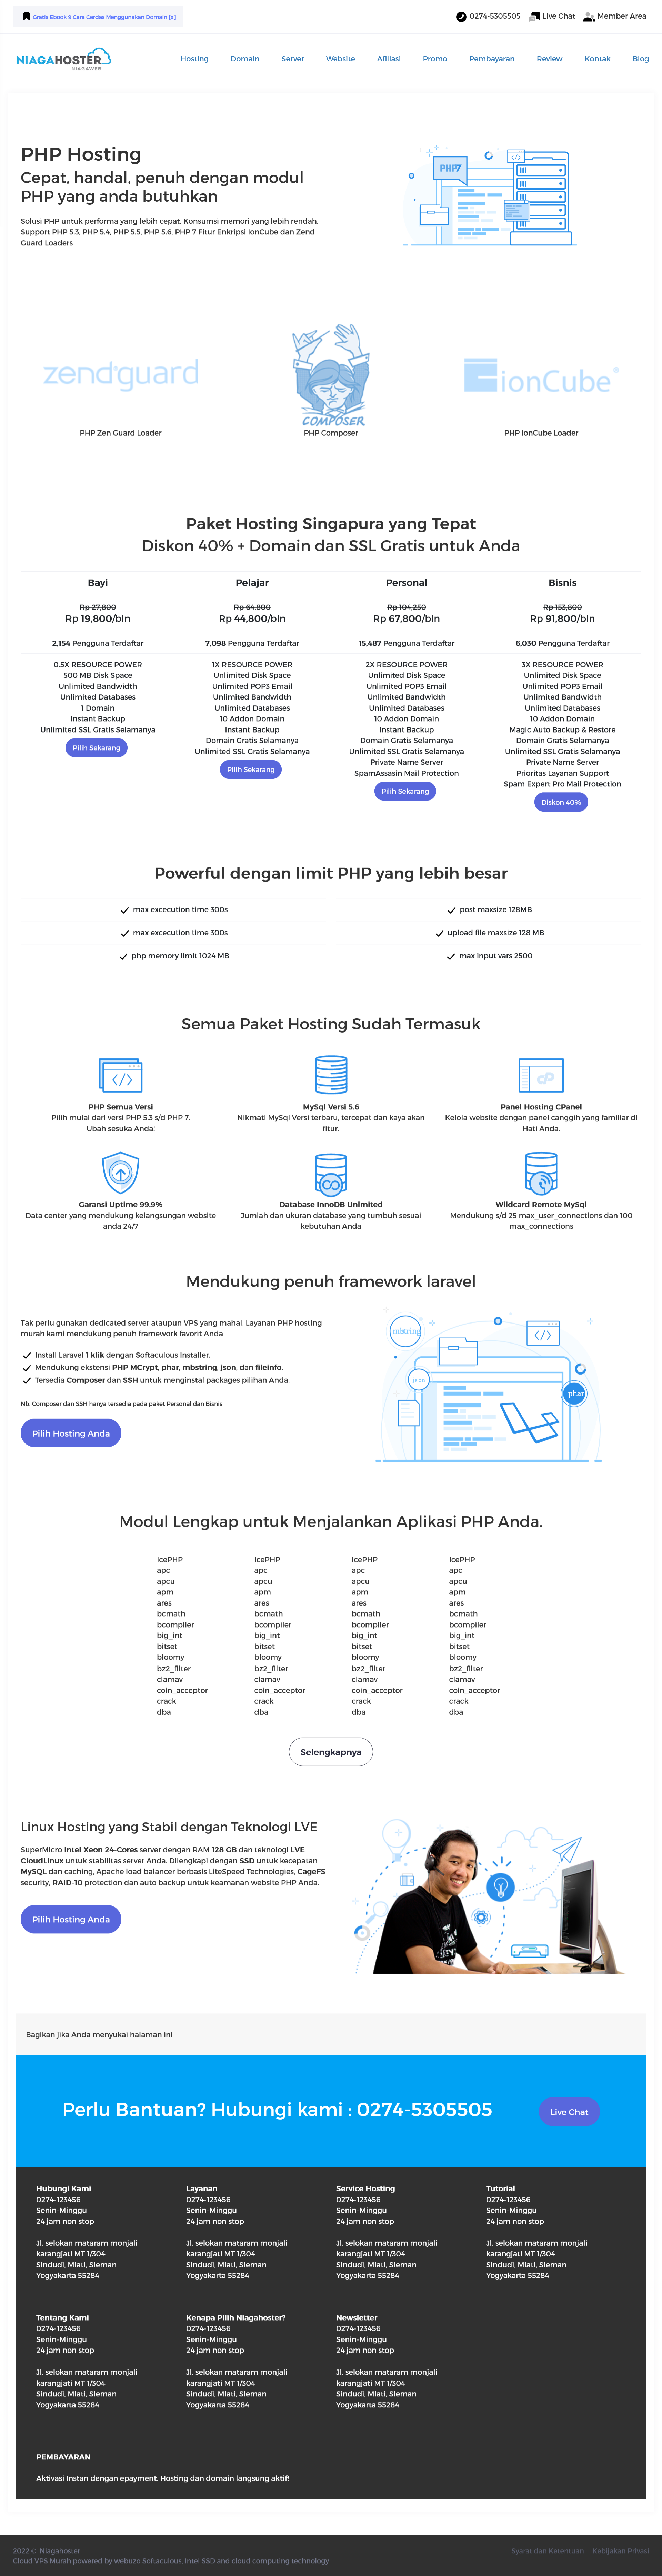 Gratis Ebook 9 Cara Cerdas Menggunakan Domain [x]
0274-5305505 Live Chat Member Area
NIAGAHOSTER
NIAGAWEB
Hosting Domain Server Website Afiliasi Promo Pembayaran Review Kontak Blog
PHP Hosting
Cepat, handal, penuh dengan modul
PHP yang anda butuhkan
Solusi PHP untuk performa yang lebih cepat. Konsumsi memori yang lebih rendah.
Support PHP 5.3, PHP 5.4, PHP 5.5, PHP 5.6, PHP 7 Fitur Enkripsi IonCube dan Zend
Guard Loaders
PHP7
zend guard
COMPOSER
ionCube
PHP Zen Guard Loader
PHP Composer
PHP ionCube Loader
Paket Hosting Singapura yang Tepat
Diskon 40% + Domain dan SSL Gratis untuk Anda
Bayi
Rp 27,800
Rp 19,800/bln
2,154 Pengguna Terdaftar
0.5X RESOURCE POWER
500 MB Disk Space
Unlimited Bandwidth
Unlimited Databases
1 Domain
Instant Backup
Unlimited SSL Gratis Selamanya
Pilih Sekarang
Pelajar
Rp 64,800
Rp 44,800/bln
7,098 Pengguna Terdaftar
1X RESOURCE POWER
Unlimited Disk Space
Unlimited POP3 Email
Unlimited Bandwidth
Unlimited Databases
10 Addon Domain
Instant Backup
Domain Gratis Selamanya
Unlimited SSL Gratis Selamanya
Pilih Sekarang
Personal
Rp 104,250
Rp 67,800/bln
15,487 Pengguna Terdaftar
2X RESOURCE POWER
Unlimited Disk Space
Unlimited POP3 Email
Unlimited Bandwidth
Unlimited Databases
10 Addon Domain
Instant Backup
Domain Gratis Selamanya
Unlimited SSL Gratis Selamanya
Private Name Server
SpamAssasin Mail Protection
Pilih Sekarang
Bisnis
Rp 153,800
Rp 91,800/bln
6,030 Pengguna Terdaftar
3X RESOURCE POWER
Unlimited Disk Space
Unlimited POP3 Email
Unlimited Bandwidth
Unlimited Databases
10 Addon Domain
Magic Auto Backup & Restore
Domain Gratis Selamanya
Unlimited SSL Gratis Selamanya
Private Name Server
Prioritas Layanan Support
Spam Expert Pro Mail Protection
Diskon 40%
Powerful dengan limit PHP yang lebih besar
max excecution time 300s
post maxsize 128MB
max excecution time 300s
upload file maxsize 128 MB
php memory limit 1024 MB
max input vars 2500
Semua Paket Hosting Sudah Termasuk
PHP Semua Versi
Pilih mulai dari versi PHP 5.3 s/d PHP 7.
Ubah sesuka Anda!
MySql Versi 5.6
Nikmati MySql Versi terbaru, tercepat dan kaya akan
fitur.
Panel Hosting CPanel
Kelola website dengan panel canggih yang familiar di
Hati Anda.
Garansi Uptime 99.9%
Data center yang mendukung kelangsungan website
anda 24/7
Database InnoDB Unlmited
Jumlah dan ukuran database yang tumbuh sesuai
kebutuhan Anda
Wildcard Remote MySql
Mendukung s/d 25 max_user_connections dan 100
max_connections
Mendukung penuh framework laravel
Tak perlu gunakan dedicated server ataupun VPS yang mahal. Layanan PHP hosting
murah kami mendukung penuh framework favorit Anda
Install Laravel 1 klik dengan Softaculous Installer.
Mendukung ekstensi PHP MCrypt, phar, mbstring, json, dan fileinfo.
Tersedia Composer dan SSH untuk menginstal packages pilihan Anda.
Nb. Composer dan SSH hanya tersedia pada paket Personal dan Bisnis
Pilih Hosting Anda
mbstring
json
phar
Modul Lengkap untuk Menjalankan Aplikasi PHP Anda.
IcePHP IcePHP IcePHP IcePHP
apc apc apc apc
apcu apcu apcu apcu
apm apm apm apm
ares ares ares ares
bcmath bcmath bcmath bcmath
bcompiler bcompiler bcompiler bcompiler
big_int big_int big_int big_int
bitset bitset bitset bitset
bloomy bloomy bloomy bloomy
bz2_filter bz2_filter bz2_filter bz2_filter
clamav clamav clamav clamav
coin_acceptor coin_acceptor coin_acceptor coin_acceptor
crack crack crack crack
dba dba dba dba
Selengkapnya
Linux Hosting yang Stabil dengan Teknologi LVE
SuperMicro Intel Xeon 24-Cores server dengan RAM 128 GB dan teknologi LVE
CloudLinux untuk stabilitas server Anda. Dilengkapi dengan SSD untuk kecepatan
MySQL dan caching, Apache load balancer berbasis LiteSpeed Technologies, CageFS
security, RAID-10 protection dan auto backup untuk keamanan website PHP Anda.
Pilih Hosting Anda
Bagikan jika Anda menyukai halaman ini
Perlu Bantuan? Hubungi kami : 0274-5305505
Live Chat
Hubungi Kami
0274-123456
Senin-Minggu
24 jam non stop
Jl. selokan mataram monjali
karangjati MT 1/304
Sindudi, Mlati, Sleman
Yogyakarta 55284
Layanan
0274-123456
Senin-Minggu
24 jam non stop
Jl. selokan mataram monjali
karangjati MT 1/304
Sindudi, Mlati, Sleman
Yogyakarta 55284
Service Hosting
0274-123456
Senin-Minggu
24 jam non stop
Jl. selokan mataram monjali
karangjati MT 1/304
Sindudi, Mlati, Sleman
Yogyakarta 55284
Tutorial
0274-123456
Senin-Minggu
24 jam non stop
Jl. selokan mataram monjali
karangjati MT 1/304
Sindudi, Mlati, Sleman
Yogyakarta 55284
Tentang Kami
0274-123456
Senin-Minggu
24 jam non stop
Jl. selokan mataram monjali
karangjati MT 1/304
Sindudi, Mlati, Sleman
Yogyakarta 55284
Kenapa Pilih Niagahoster?
0274-123456
Senin-Minggu
24 jam non stop
Jl. selokan mataram monjali
karangjati MT 1/304
Sindudi, Mlati, Sleman
Yogyakarta 55284
Newsletter
0274-123456
Senin-Minggu
24 jam non stop
Jl. selokan mataram monjali
karangjati MT 1/304
Sindudi, Mlati, Sleman
Yogyakarta 55284
PEMBAYARAN
Aktivasi Instan dengan epayment. Hosting dan domain langsung aktif!
2022 © Niagahoster
Cloud VPS Murah powered by webuzo Softaculous, Intel SSD and cloud computing technology
Syarat dan Ketentuan Kebijakan Privasi